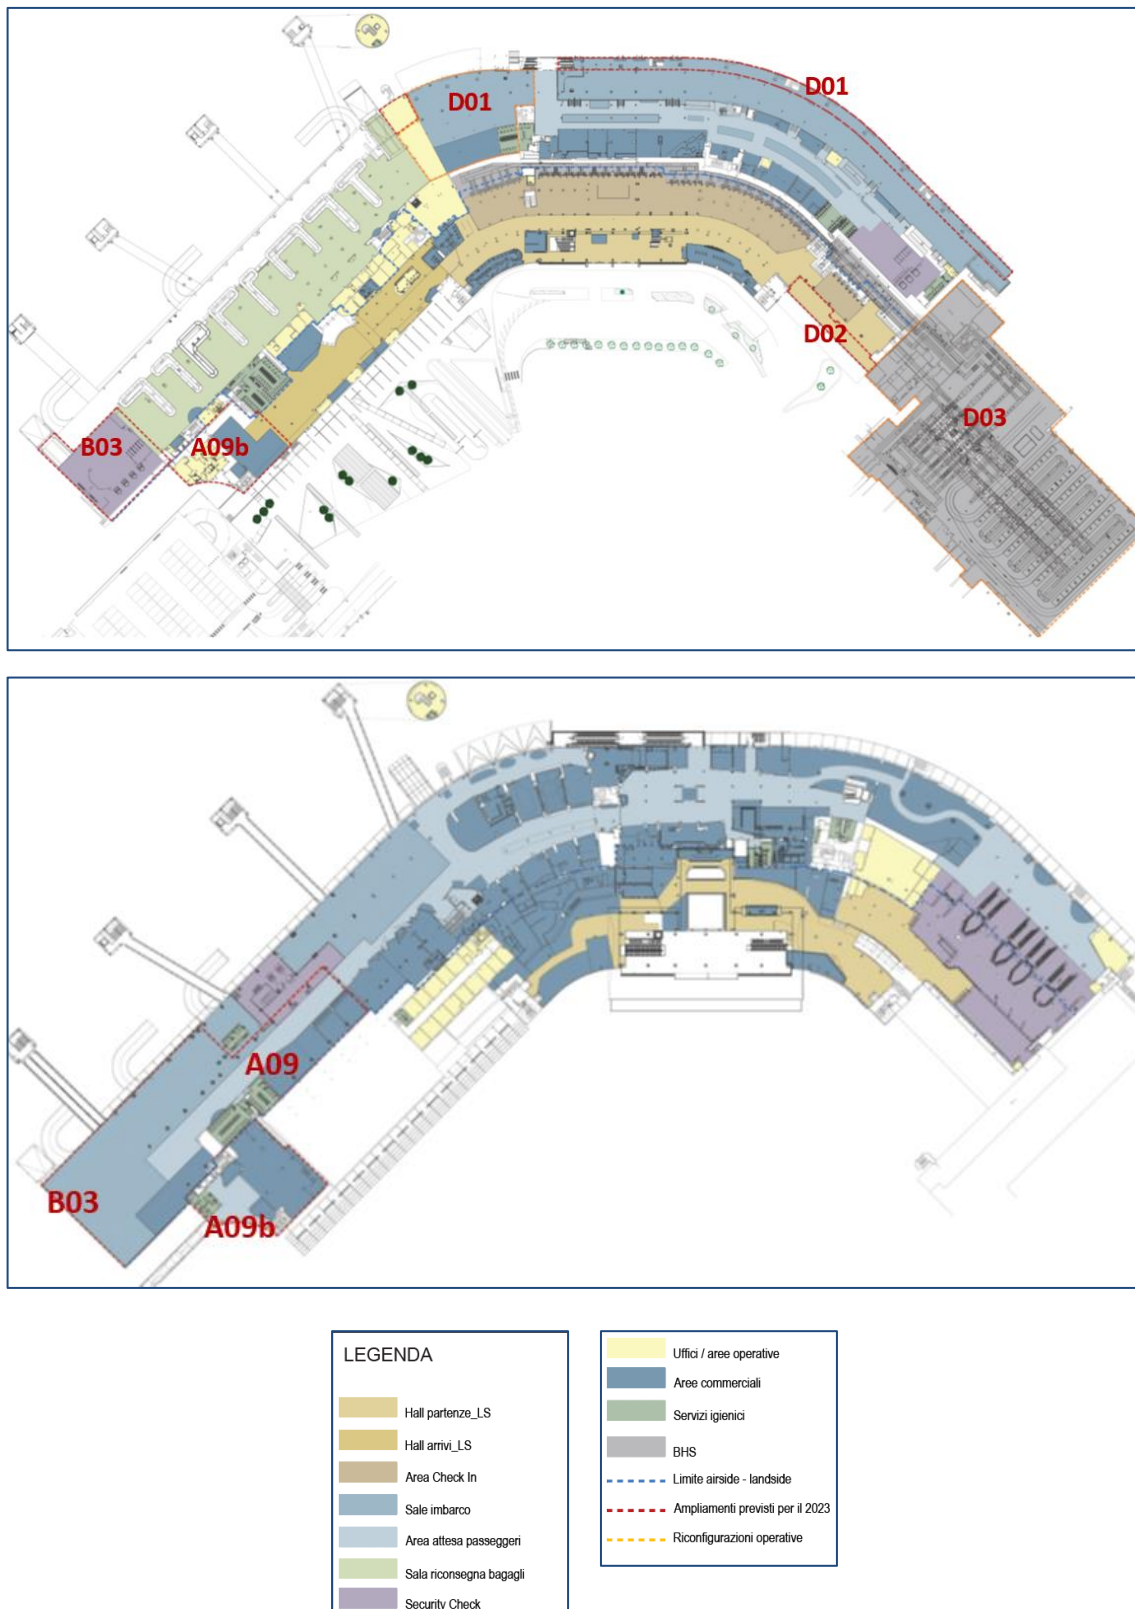 D01
D01
D02
D03
B03
A09b
A09
B03
A09b
LEGENDA
Hall partenze_LS
Hall arrivi_LS
Area Check In
Sale imbarco
Area attesa passeggeri
Sala riconsegna bagagli
Security Check
Uffici / aree operative
Aree commerciali
Servizi igienici
BHS
Limite airside - landside
Ampliamenti previsti per il 2023
Riconfigurazioni operative